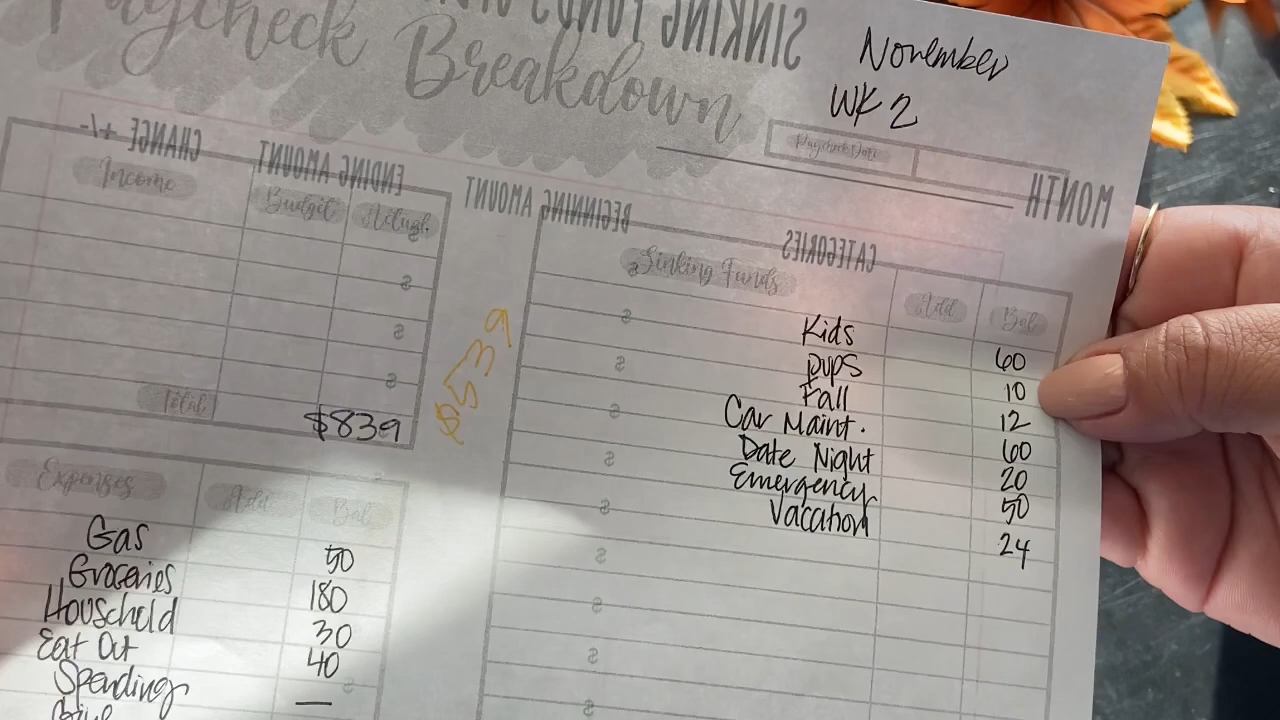 Paycheck Breakdown
SINKING FUNDS
November
WK 2
Paycheck Date
MONTH
CHANGE +/-
ENDING AMOUNT
BEGINNING AMOUNT
CATEGORIES
Income Budget Actual
$
$
$
Total $839
$539
Sinking Funds Add Bal
Kids 60
pups 10
Fall 12
Car Maint. 60
Date Night 20
Emergency 50
Vacation 24
Expenses Add Bal
Gas 50
Groceries 180
Household 30
Eat Out 40
Spending —